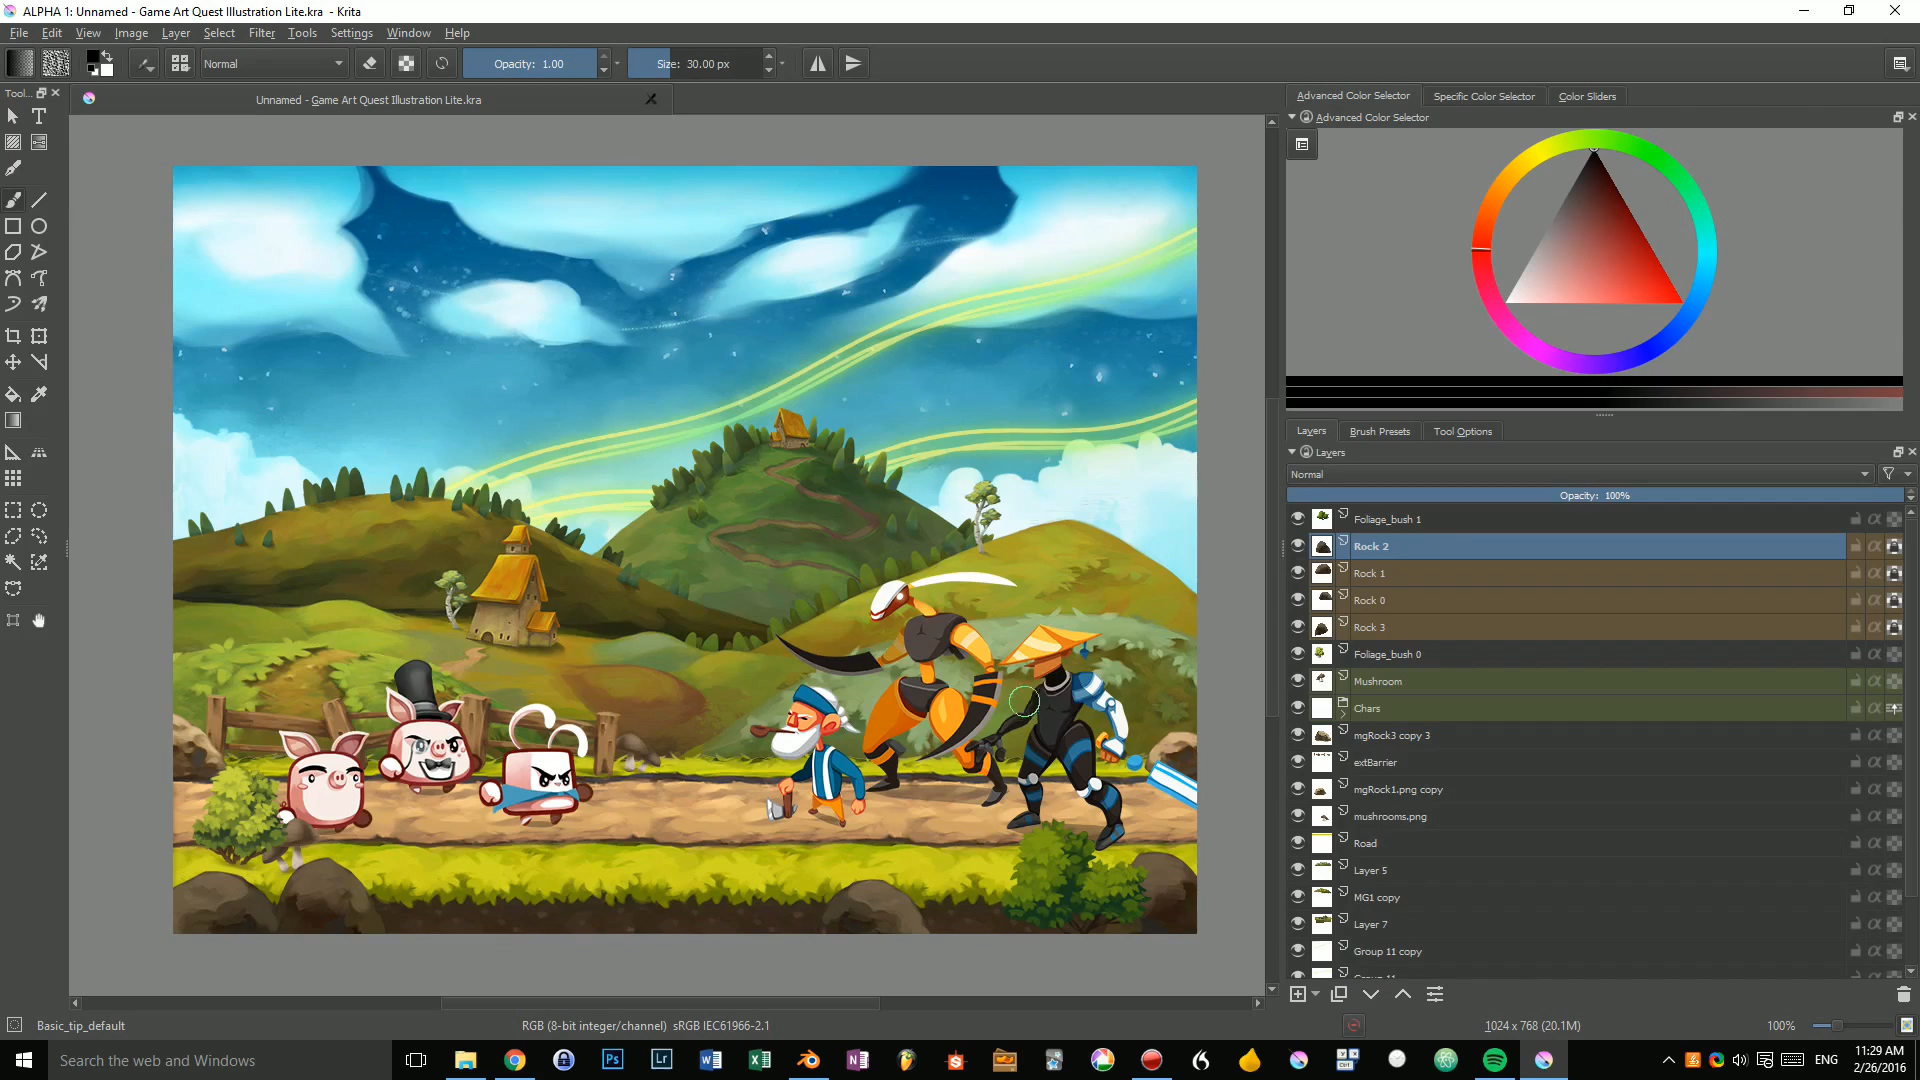 ALPHA 1: Unnamed - Game Art Quest Illustration Lite.kra - Krita
File Edit View Image Layer Select Filter Tools Settings Window Help
Normal Opacity: 1.00 Size: 30.00 px
Tool...
Unnamed - Game Art Quest Illustration Lite.kra
Advanced Color Selector Specific Color Selector Color Sliders
Advanced Color Selector
Layers Brush Presets Tool Options
Layers
Normal
Opacity: 100%
Foliage_bush 1
Rock 2
Rock 1
Rock 0
Rock 3
Foliage_bush 0
Mushroom
Chars
mgRock3 copy 3
extBarrier
mgRock1.png copy
mushrooms.png
Road
Layer 5
MG1 copy
Layer 7
Group 11 copy
Group 11
Basic_tip_default RGB (8-bit integer/channel) sRGB IEC61966-2.1 1024 x 768 (20.1M) 100%
Search the web and Windows ENG 11:29 AM
2/26/2016